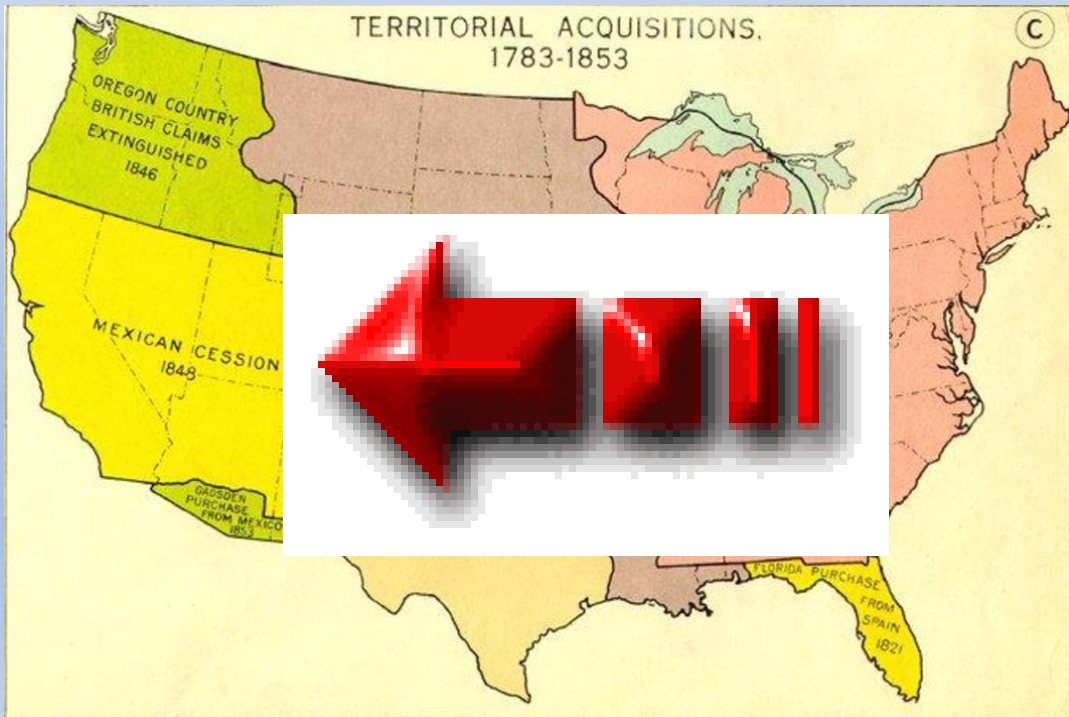 TERRITORIAL ACQUISITIONS.
1783-1853
C
OREGON COUNTRY
BRITISH CLAIMS
EXTINGUISHED
1846
MEXICAN CESSION
1848
GADSDEN
PURCHASE
FROM MEXICO
1853
FLORIDA PURCHASE
FROM
SPAIN
1821